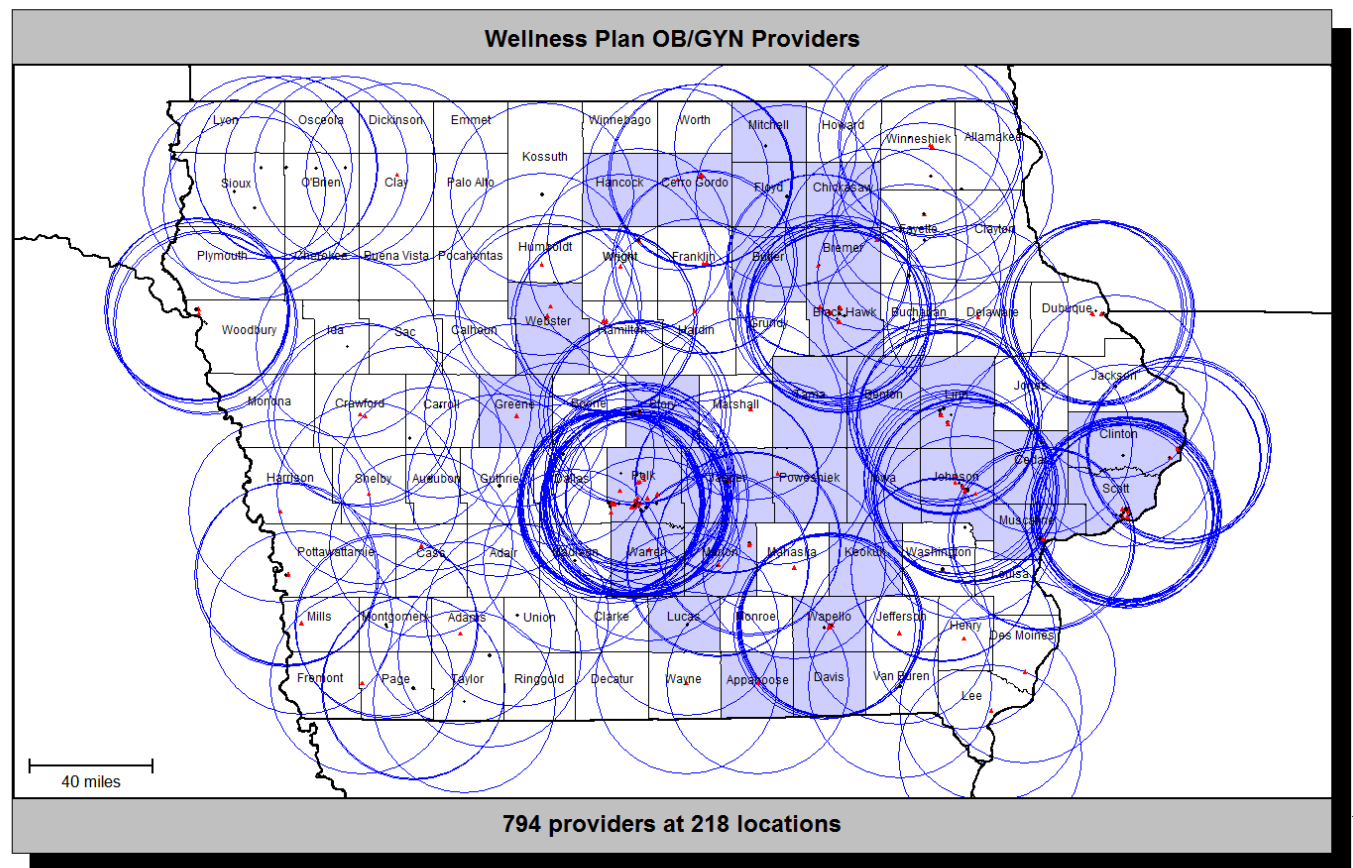 Wellness Plan OB/GYN Providers
Lyon Osceola Dickinson Emmet Winnebago Worth Mitchell Howard Winneshiek Allamakee
Kossuth
Sioux O'Brien Clay Palo Alto Hancock Cerro Gordo Floyd Chickasaw
Fayette Clayton
Plymouth Cherokee Buena Vista Pocahontas Humboldt Wright Franklin Butler Bremer
Woodbury Ida Sac Calhoun Webster Hamilton Hardin Grundy Black Hawk Buchanan Delaware Dubuque
Monona Crawford Carroll Greene Boone Story Marshall Tama Benton Linn Jones Jackson
Clinton
Harrison Shelby Audubon Guthrie Dallas Polk Jasper Poweshiek Iowa Johnson Cedar Scott
Muscatine
Pottawattamie Cass Adair Madison Warren Marion Mahaska Keokuk Washington
Louisa
Mills Montgomery Adams Union Clarke Lucas Monroe Wapello Jefferson Henry Des Moines
Fremont Page Taylor Ringgold Decatur Wayne Appanoose Davis Van Buren Lee
40 miles
794 providers at 218 locations